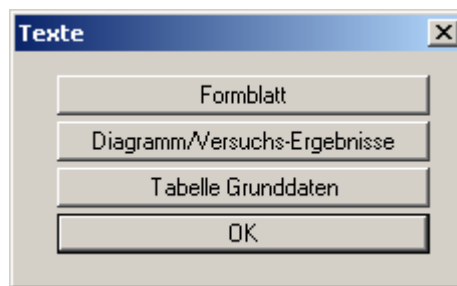 Texte
Formblatt
Diagramm/Versuchs-Ergebnisse
Tabelle Grunddaten
OK